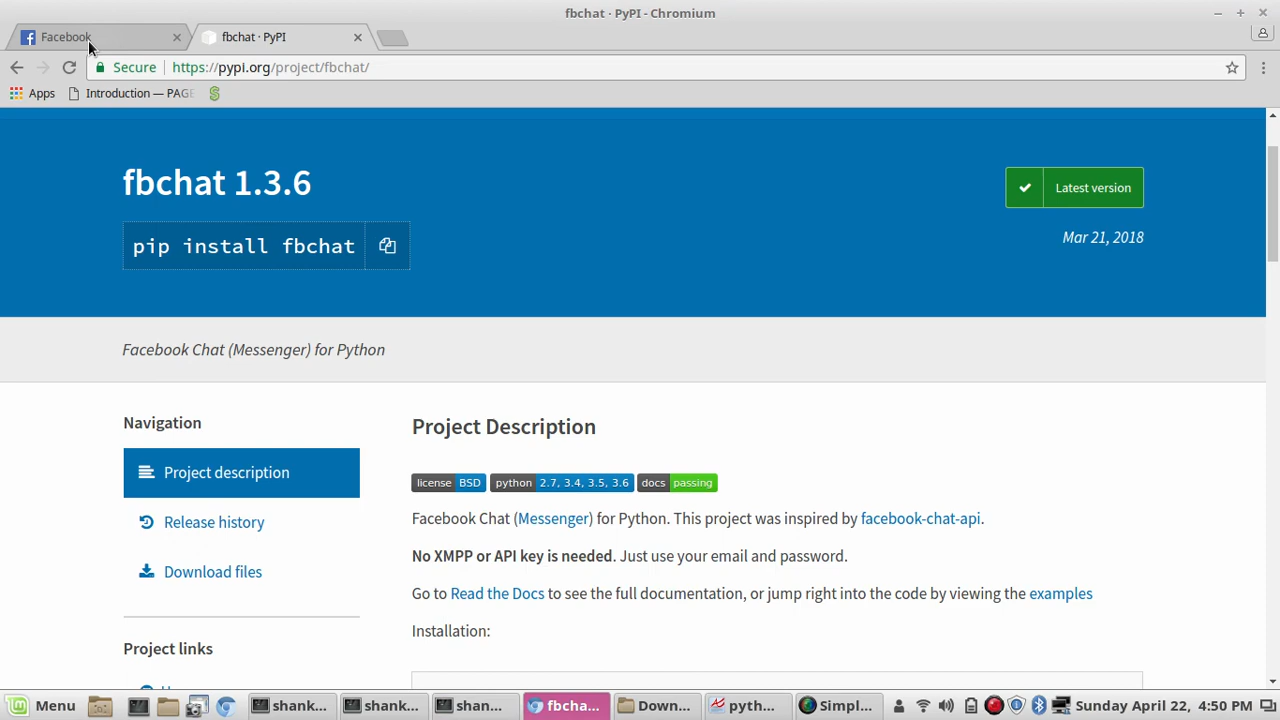 fbchat · PyPI - Chromium
Facebook
fbchat · PyPI
Secure
https://pypi.org/project/fbchat/
Apps
Introduction — PAGE
fbchat 1.3.6
Latest version
pip install fbchat
Mar 21, 2018
Facebook Chat (Messenger) for Python
Navigation
Project description
Release history
Download files
Project links
Project Description
license BSD python 2.7, 3.4, 3.5, 3.6 docs passing
Facebook Chat (Messenger) for Python. This project was inspired by facebook-chat-api.
No XMPP or API key is needed. Just use your email and password.
Go to Read the Docs to see the full documentation, or jump right into the code by viewing the examples
Installation:
Menu
shank...
shank...
shan...
fbcha...
Down...
pytho...
Simpl...
Sunday April 22, 4:50 PM